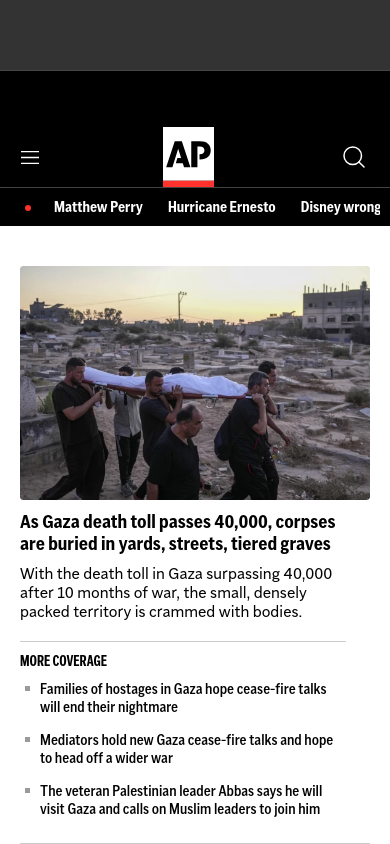 AP
Matthew Perry Hurricane Ernesto Disney wrong
As Gaza death toll passes 40,000, corpses
are buried in yards, streets, tiered graves
With the death toll in Gaza surpassing 40,000
after 10 months of war, the small, densely
packed territory is crammed with bodies.
MORE COVERAGE
Families of hostages in Gaza hope cease-fire talks
will end their nightmare
Mediators hold new Gaza cease-fire talks and hope
to head off a wider war
The veteran Palestinian leader Abbas says he will
visit Gaza and calls on Muslim leaders to join him